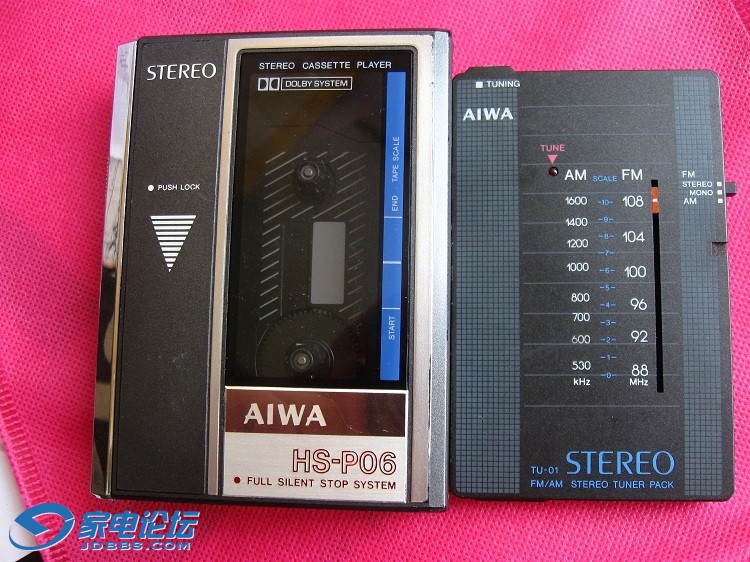 STEREO
STEREO CASSETTE PLAYER
DOLBY SYSTEM
PUSH LOCK
TAPE SCALE
END
START
AIWA
HS-P06
FULL SILENT STOP SYSTEM
TUNING
AIWA
TUNE
AM SCALE FM
1600 -10- 108
-9-
1400
-8- 104
1200
-7-
1000 -6- 100
-5-
800 -4- 96
700 -3-
600 -2- 92
-1-
530 -0- 88
kHz MHz
FM
STEREO
MONO
AM
TU-01 STEREO
FM/AM STEREO TUNER PACK
家电论坛
JDBBS.COM